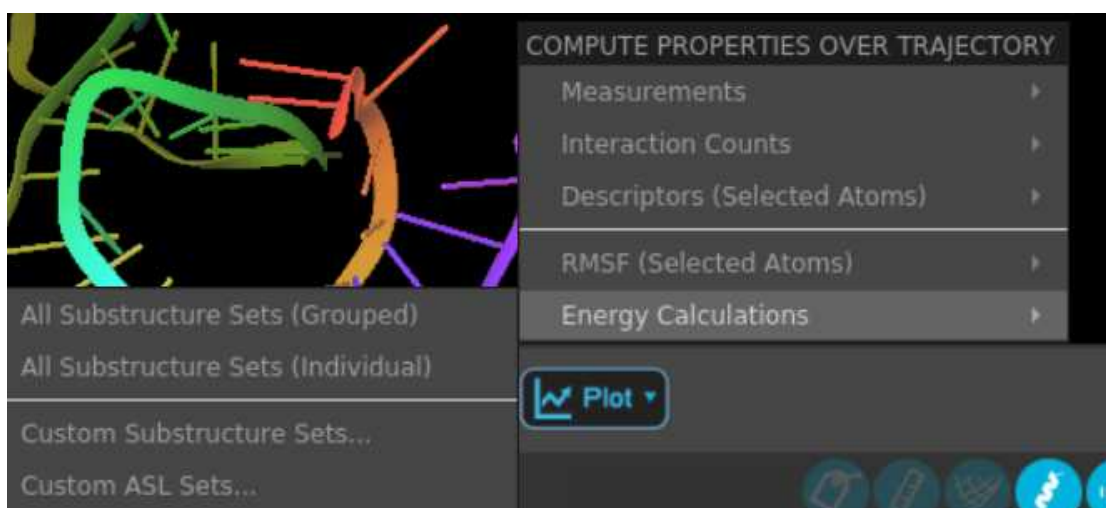 COMPUTE PROPERTIES OVER TRAJECTORY
Measurements
Interaction Counts
Descriptors (Selected Atoms)
RMSF (Selected Atoms)
Energy Calculations
All Substructure Sets (Grouped)
All Substructure Sets (Individual)
Custom Substructure Sets...
Custom ASL Sets...
Plot